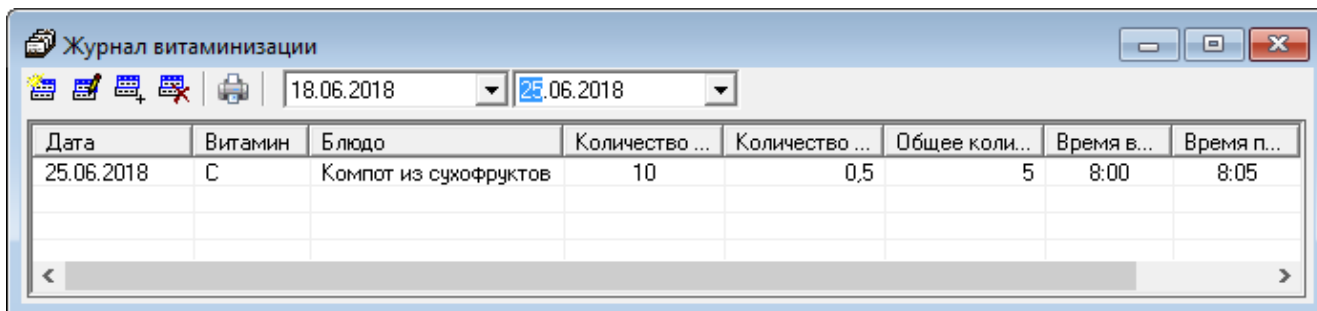 Журнал витаминизации
18.06.2018 25.06.2018
Дата Витамин Блюдо Количество ... Количество ... Общее коли... Время в... Время п...
25.06.2018 С Компот из сухофруктов 10 0,5 5 8:00 8:05